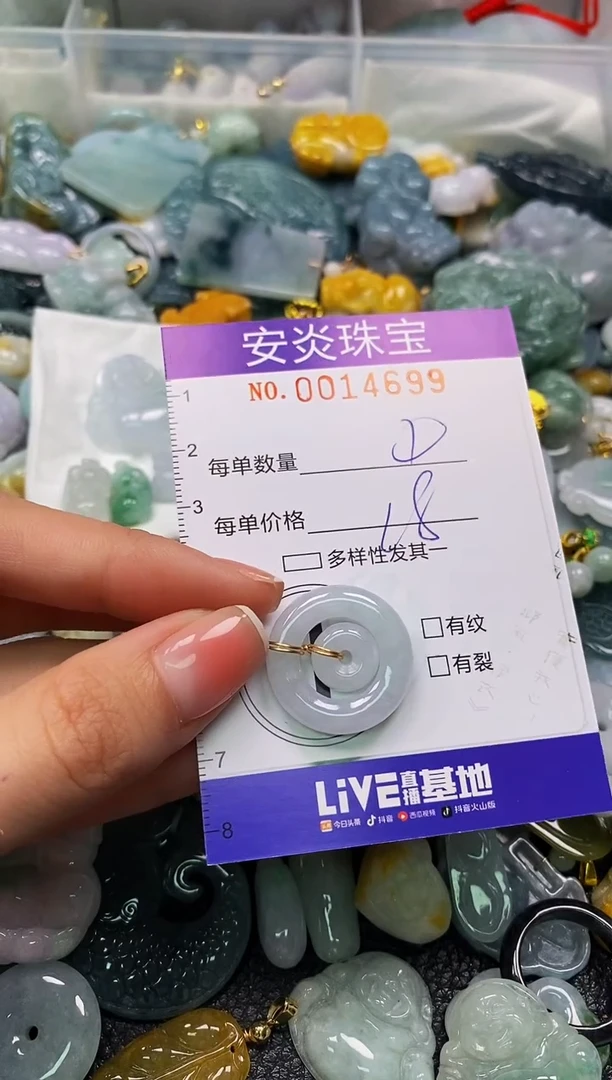 安炎珠宝
NO. 0014699
1
2
每单数量 D
3
每单价格 18
多样性发其一
有纹
有裂
7
LIVE直播基地
今日头条 抖音 西瓜视频 抖音火山版
8